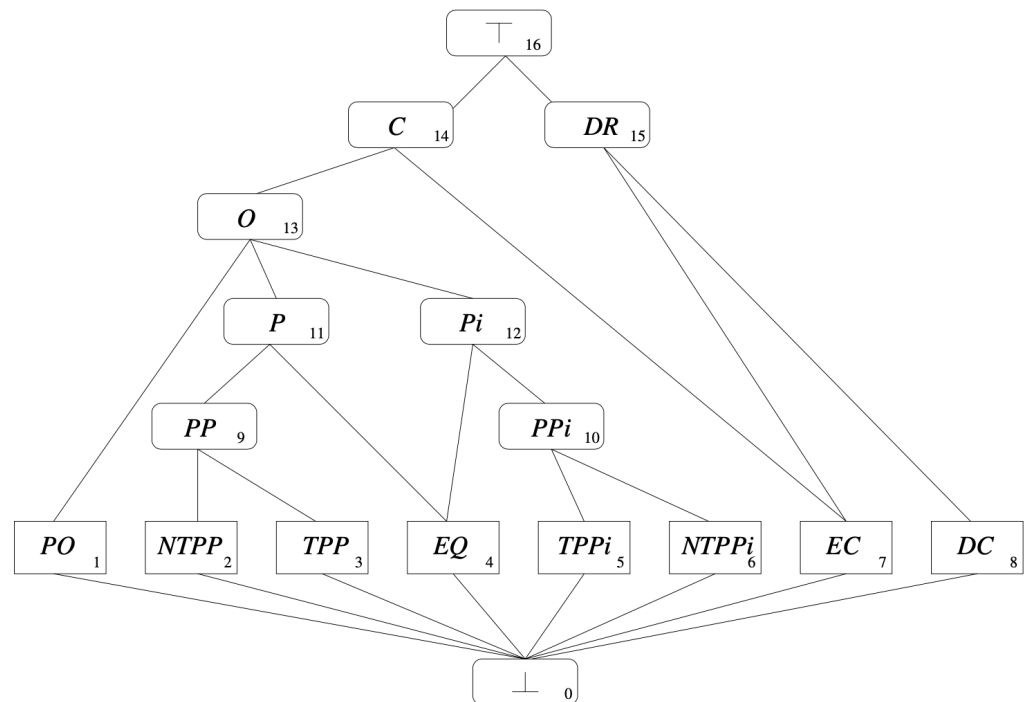 ⊤ 16
C 14 DR 15
O 13
P 11 Pi 12
PP 9 PPi 10
PO 1 NTPP 2 TPP 3 EQ 4 TPPi 5 NTPPi 6 EC 7 DC 8
⊥ 0